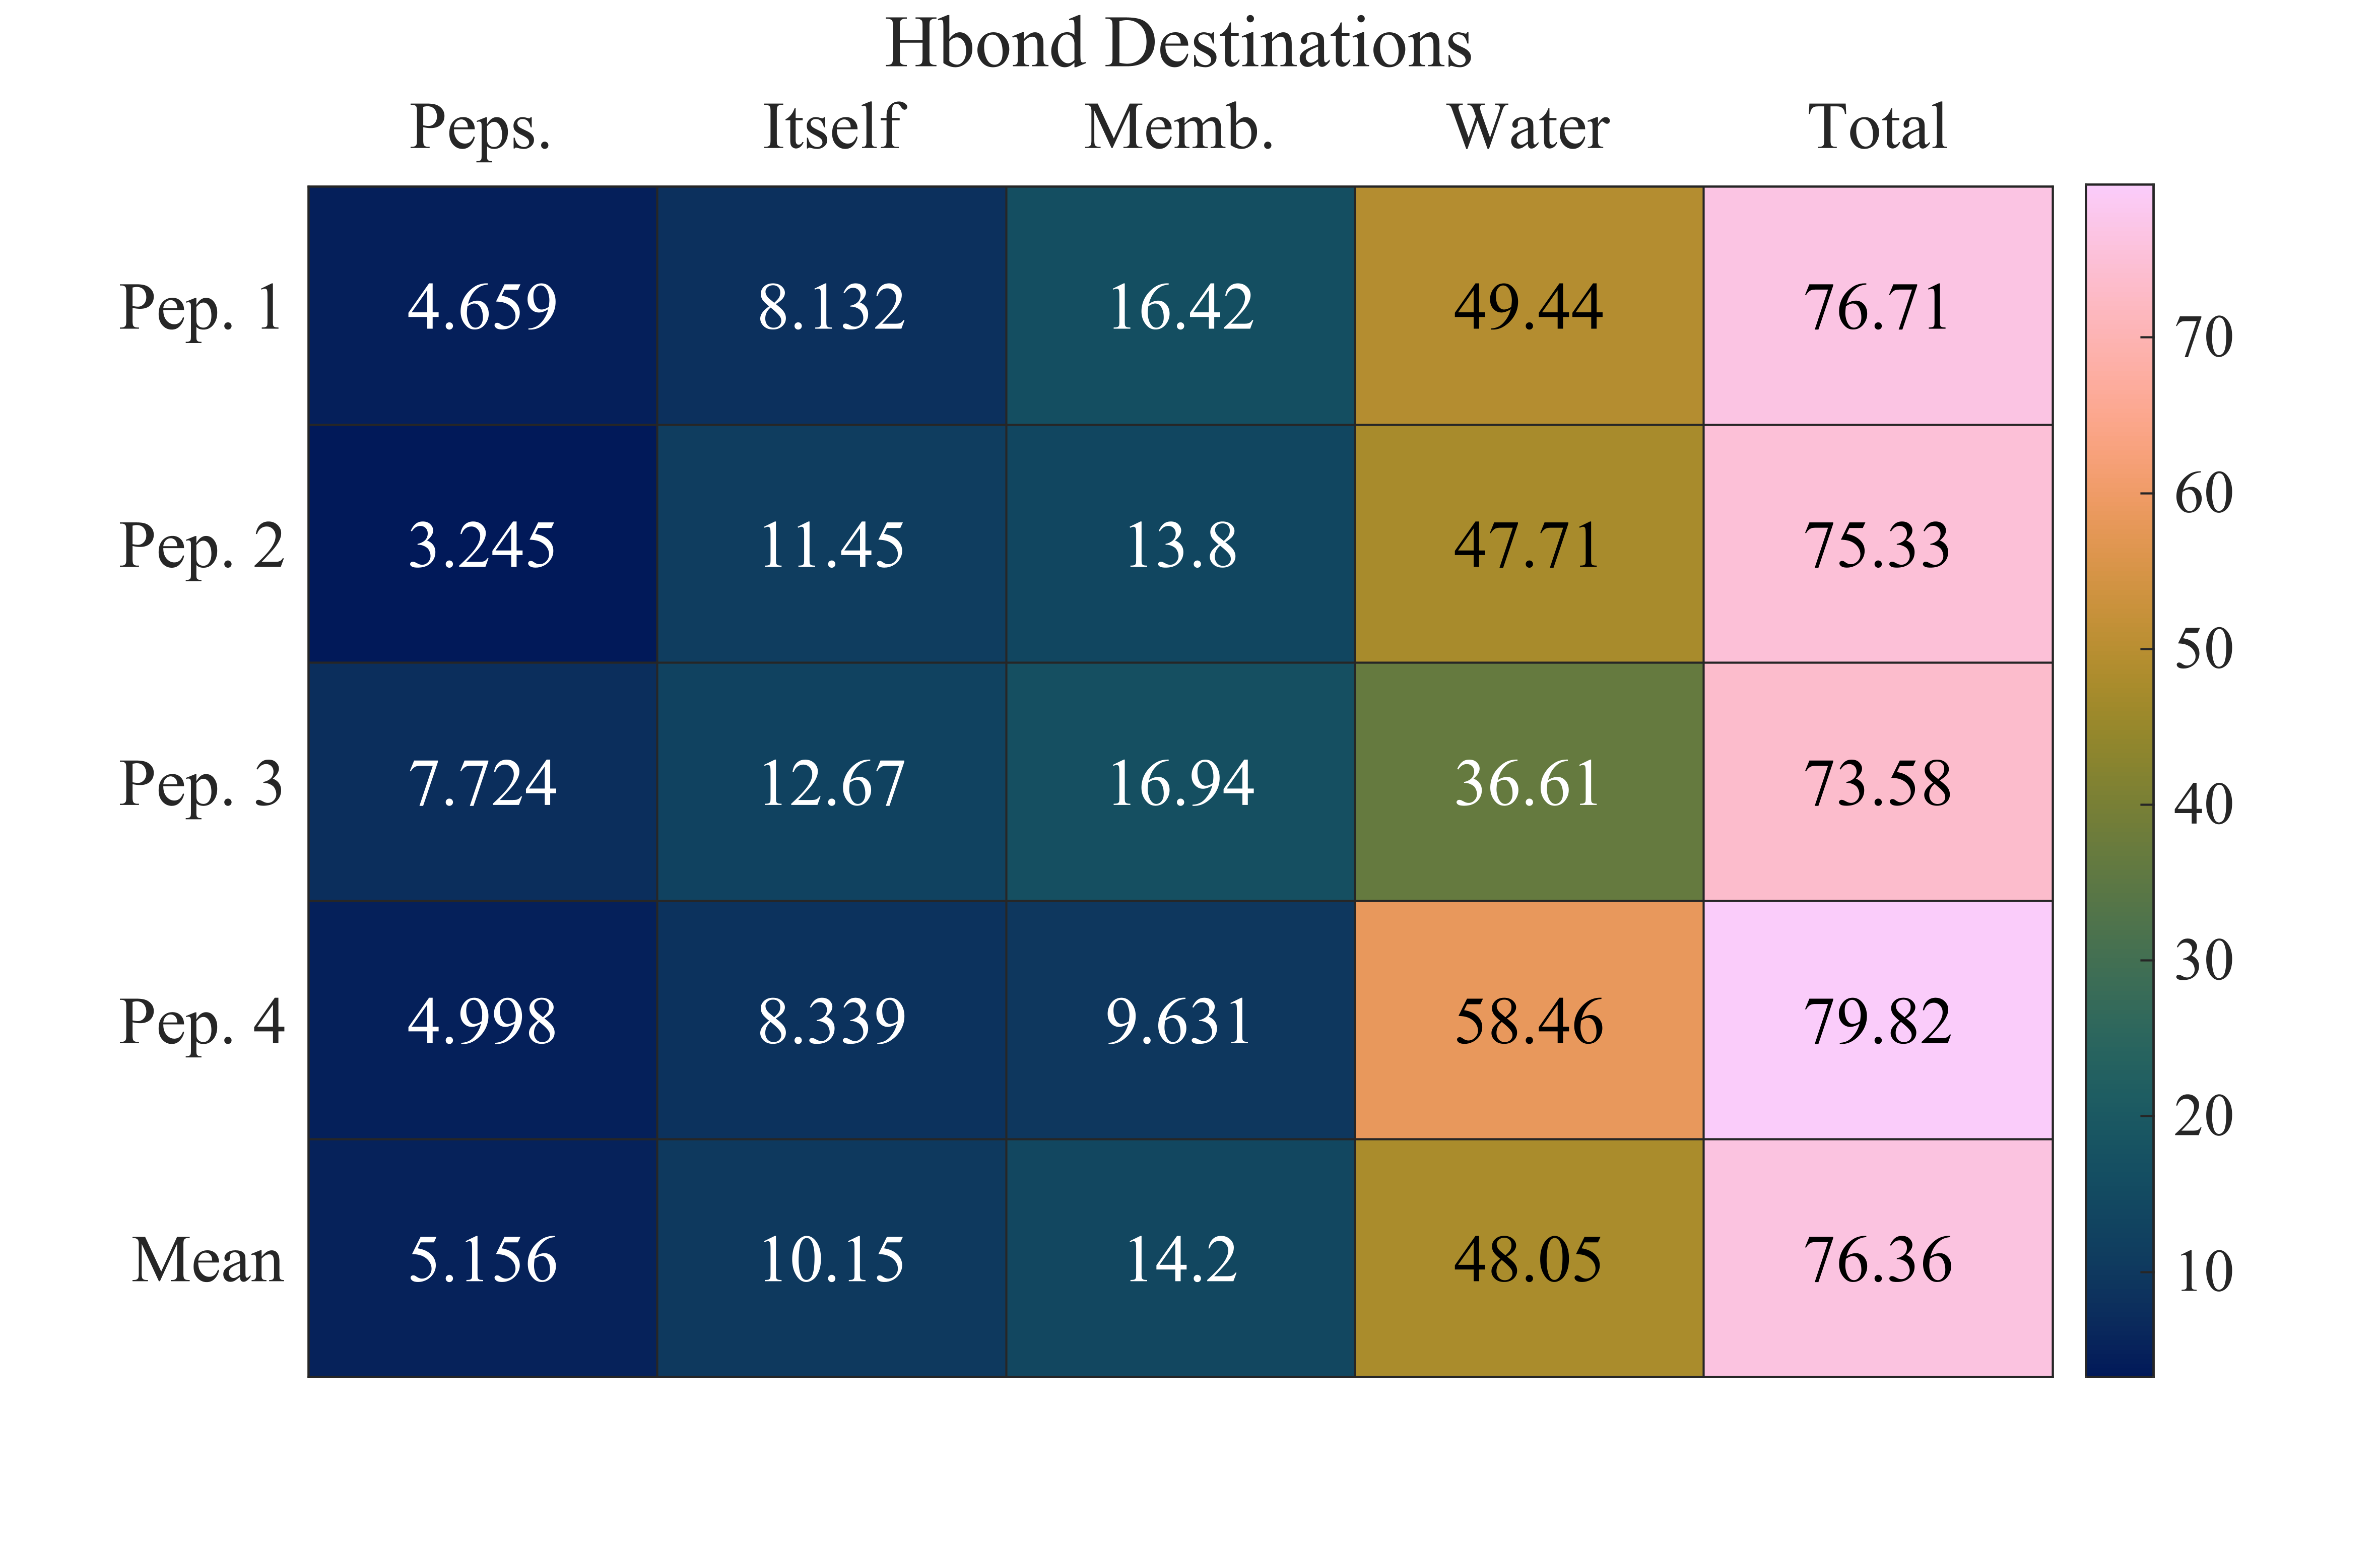 Hbond Destinations
Peps. Itself Memb. Water Total
Pep. 1 4.659 8.132 16.42 49.44 76.71
Pep. 2 3.245 11.45 13.8 47.71 75.33
Pep. 3 7.724 12.67 16.94 36.61 73.58
Pep. 4 4.998 8.339 9.631 58.46 79.82
Mean 5.156 10.15 14.2 48.05 76.36
70
60
50
40
30
20
10